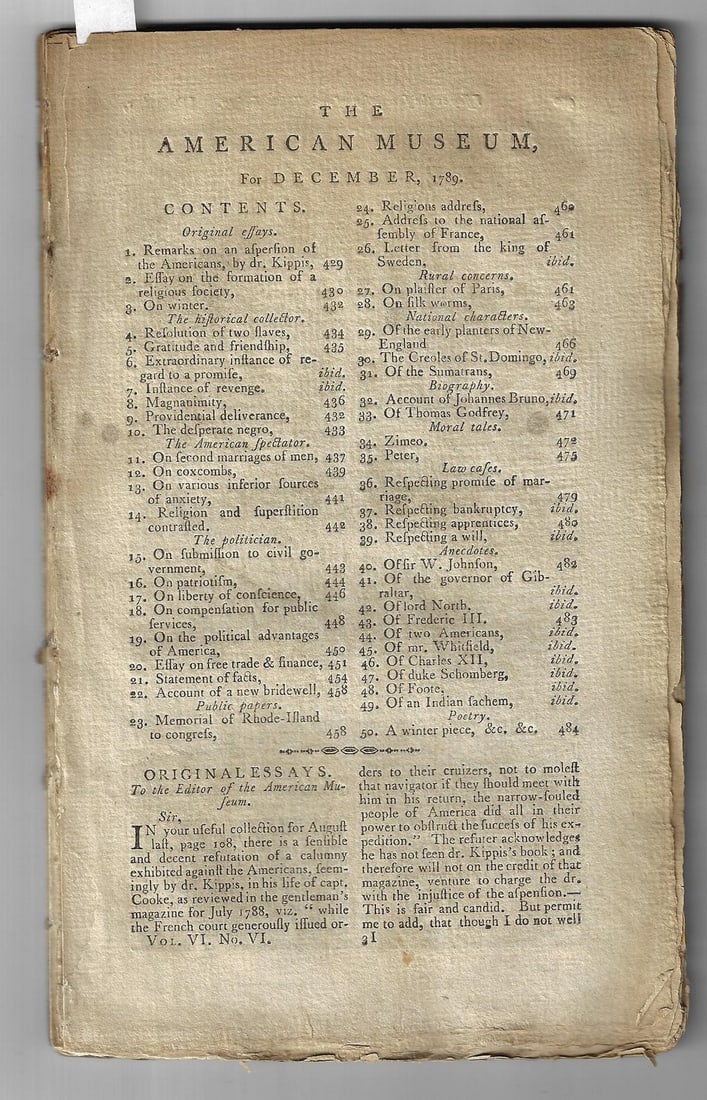 THE
AMERICAN MUSEUM,
For DECEMBER, 1789.
CONTENTS.
Original eſſays.
1. Remarks on an aſperſion of
the Americans, by dr. Kippis, 429
2. Eſſay on the formation of a
religious ſociety, 430
3. On winter. 432
The hiſtorical collector.
4. Reſolution of two ſlaves, 434
5. Gratitude and friendſhip, 435
6. Extraordinary inſtance of re-
gard to a promiſe, ibid.
7. Inſtance of revenge. ibid.
8. Magnanimity, 436
9. Providential deliverance, 432
10. The deſperate negro, 433
The American ſpectator.
11. On ſecond marriages of men, 437
12. On coxcombs, 439
13. On various inferior ſources
of anxiety, 441
14. Religion and ſuperſtition
contraſted. 442
The politician.
15. On ſubmiſſion to civil go-
vernment, 443
16. On patriotiſm, 444
17. On liberty of conſcience, 446
18. On compenſation for public
ſervices, 448
19. On the political advantages
of America, 450
20. Eſſay on free trade & finance, 451
21. Statement of facts, 454
22. Account of a new bridewell, 458
Public papers.
23. Memorial of Rhode-Iſland
to congreſs, 458
24. Religious addreſs, 460
25. Addreſs to the national aſ-
ſembly of France, 461
26. Letter from the king of
Sweden. ibid.
Rural concerns.
27. On plaiſter of Paris, 461
28. On ſilk worms, 463
National characters.
29. Of the early planters of New-
England 466
30. The Creoles of St. Domingo, ibid.
31. Of the Sumatrans, 469
Biography.
32. Account of Johannes Bruno, ibid.
33. Of Thomas Godfrey, 471
Moral tales.
34. Zimeo. 472
35. Peter, 475
Law caſes.
36. Reſpecting promiſe of mar-
riage, 479
37. Reſpecting bankruptcy, ibid.
38. Reſpecting apprentices, 480
39. Reſpecting a will, ibid.
Anecdotes.
40. Of ſir W. Johnſon, 482
41. Of the governor of Gib-
raltar, ibid.
42. Of lord North. ibid.
43. Of Frederic III. 483
44. Of two Americans, ibid.
45. Of mr. Whitfield, ibid.
46. Of Charles XII, ibid.
47. Of duke Schomberg, ibid.
48. Of Foote. ibid.
49. Of an Indian ſachem, ibid.
Poetry.
50. A winter piece, &c. &c. 484
ORIGINAL ESSAYS.
To the Editor of the American Mu-
ſeum.
Sir,
IN your uſeful collection for Auguſt
laſt, page 108, there is a ſenſible
and decent refutation of a calumny
exhibited againſt the Americans, ſeem-
ingly by dr. Kippis, in his life of capt.
Cooke, as reviewed in the gentleman's
magazine for July 1788, viz. "while
the French court generouſly iſſued or-
VOL. VI. NO. VI.
ders to their cruizers, not to moleſt
that navigator if they ſhould meet with
him in his return, the narrow-ſouled
people of America did all in their
power to obſtruct the ſucceſs of his ex-
pedition." The refuter acknowledges
he has not ſeen dr. Kippis's book; and
therefore will not on the credit of that
magazine, venture to charge the dr.
with the injuſtice of the aſpenſion.—
This is fair and candid. But permit
me to add, that though I do not well
3I